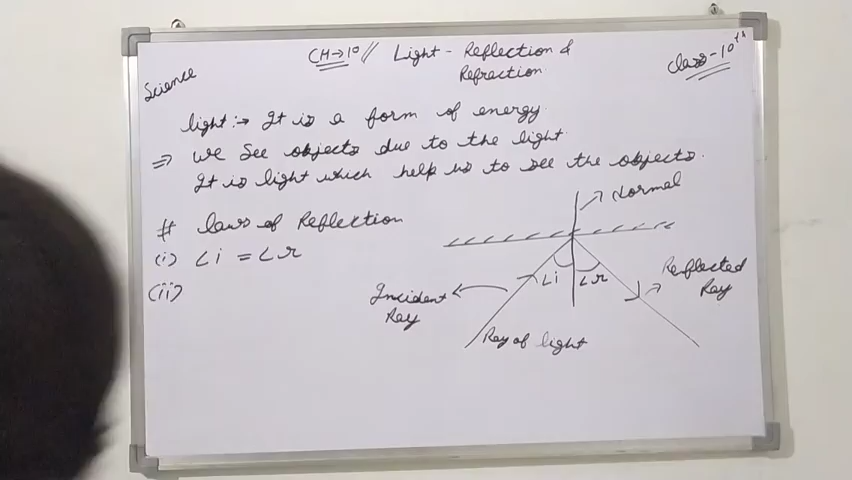 Science
CH→10 // Light - Reflection &
Refraction
Class - 10th
light :→ It is a form of energy.
⇒ we see objects due to the light
It is light which help us to see the objects.
# laws of Reflection
(i) ∠i = ∠r
(ii)
Normal
∠i ∠r
Incident
Ray
Reflected
Ray
Ray of light